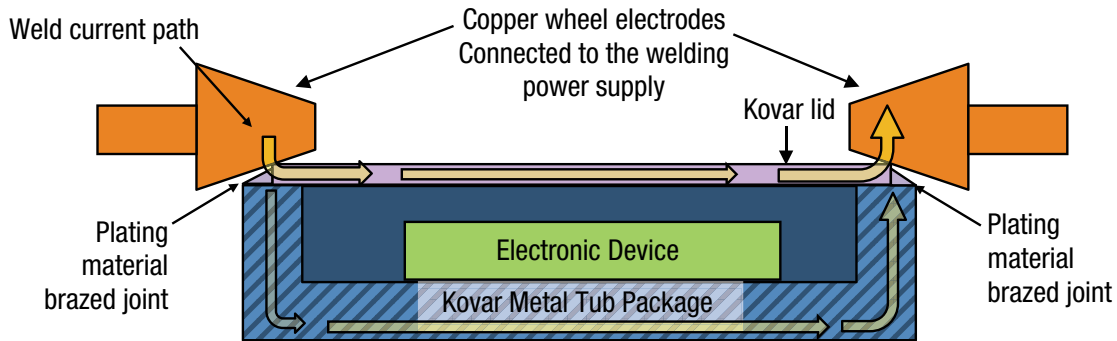 Weld current path
Copper wheel electrodes
Connected to the welding
power supply
Kovar lid
Plating
material
brazed joint
Electronic Device
Kovar Metal Tub Package
Plating
material
brazed joint